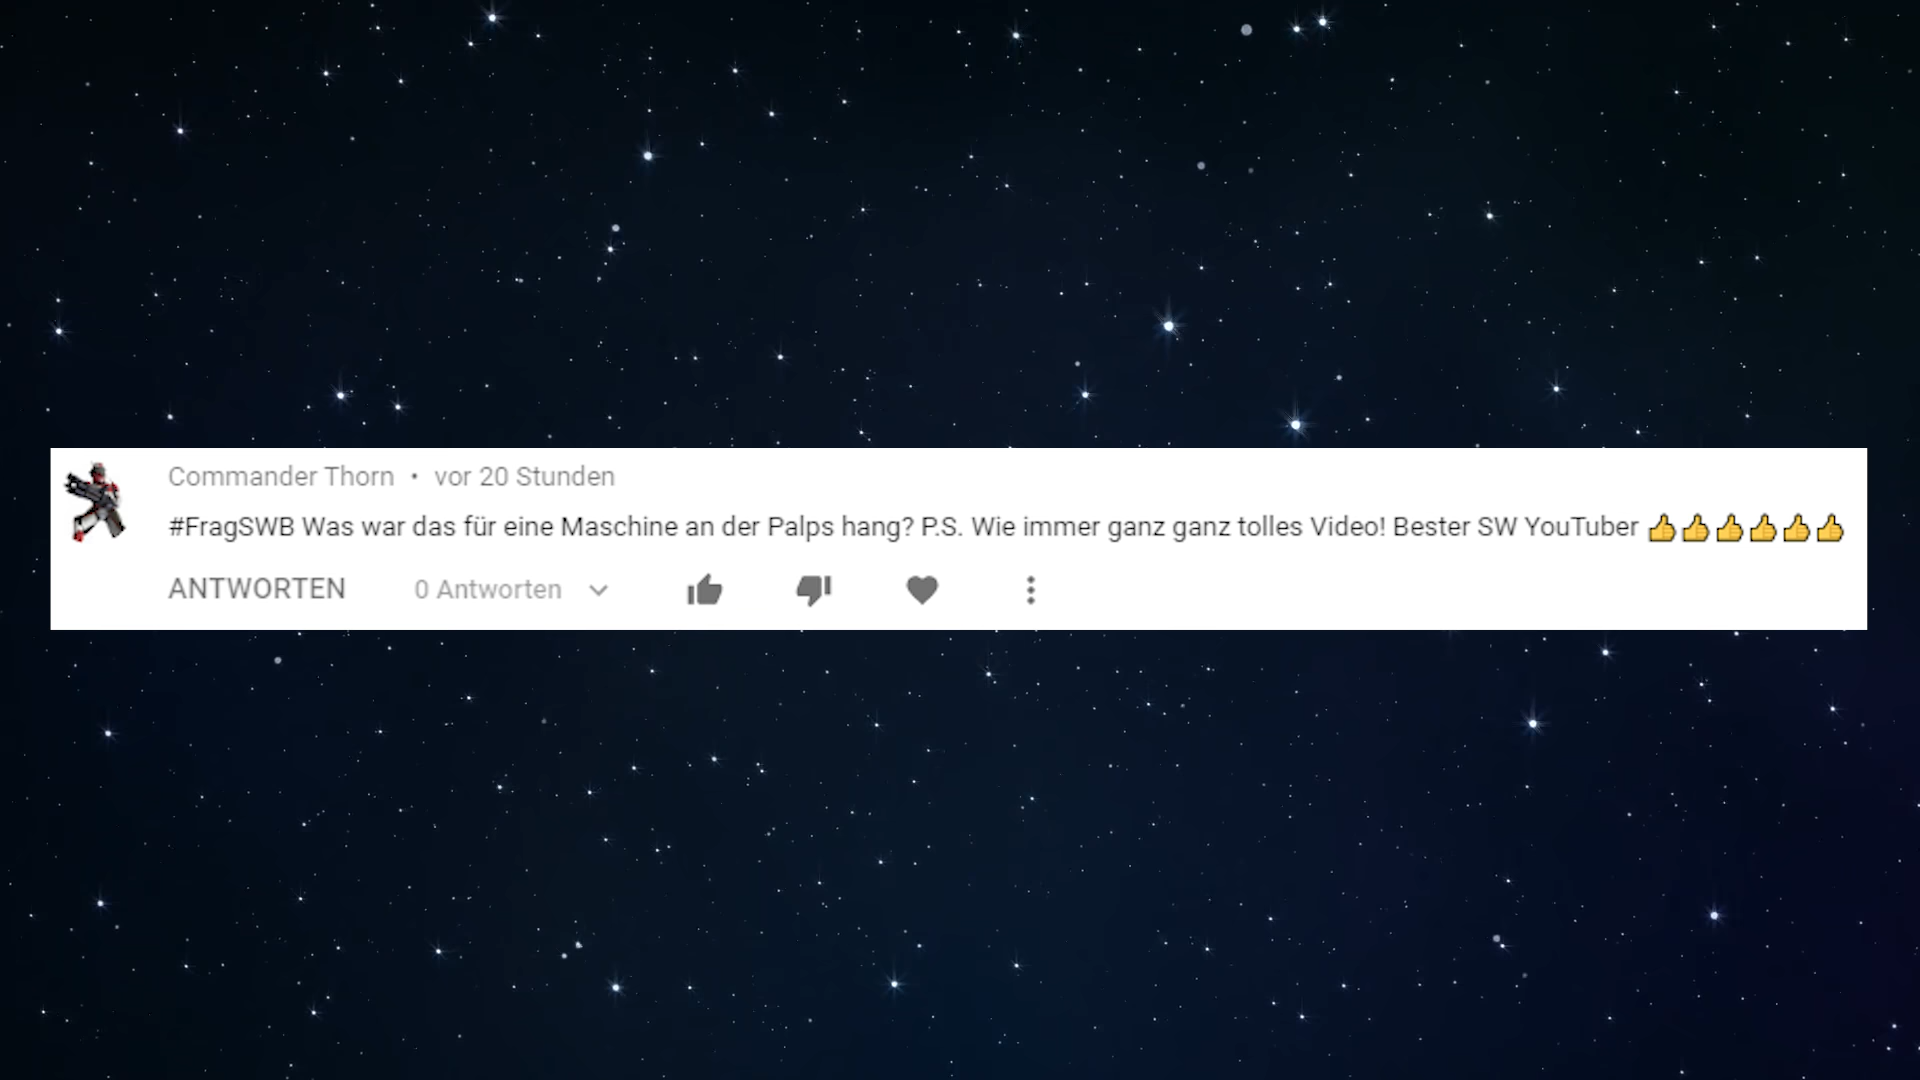 Commander Thorn • vor 20 Stunden
#FragSWB Was war das für eine Maschine an der Palps hang? P.S. Wie immer ganz ganz tolles Video! Bester SW YouTuber 👍👍👍👍👍👍
ANTWORTEN 0 Antworten